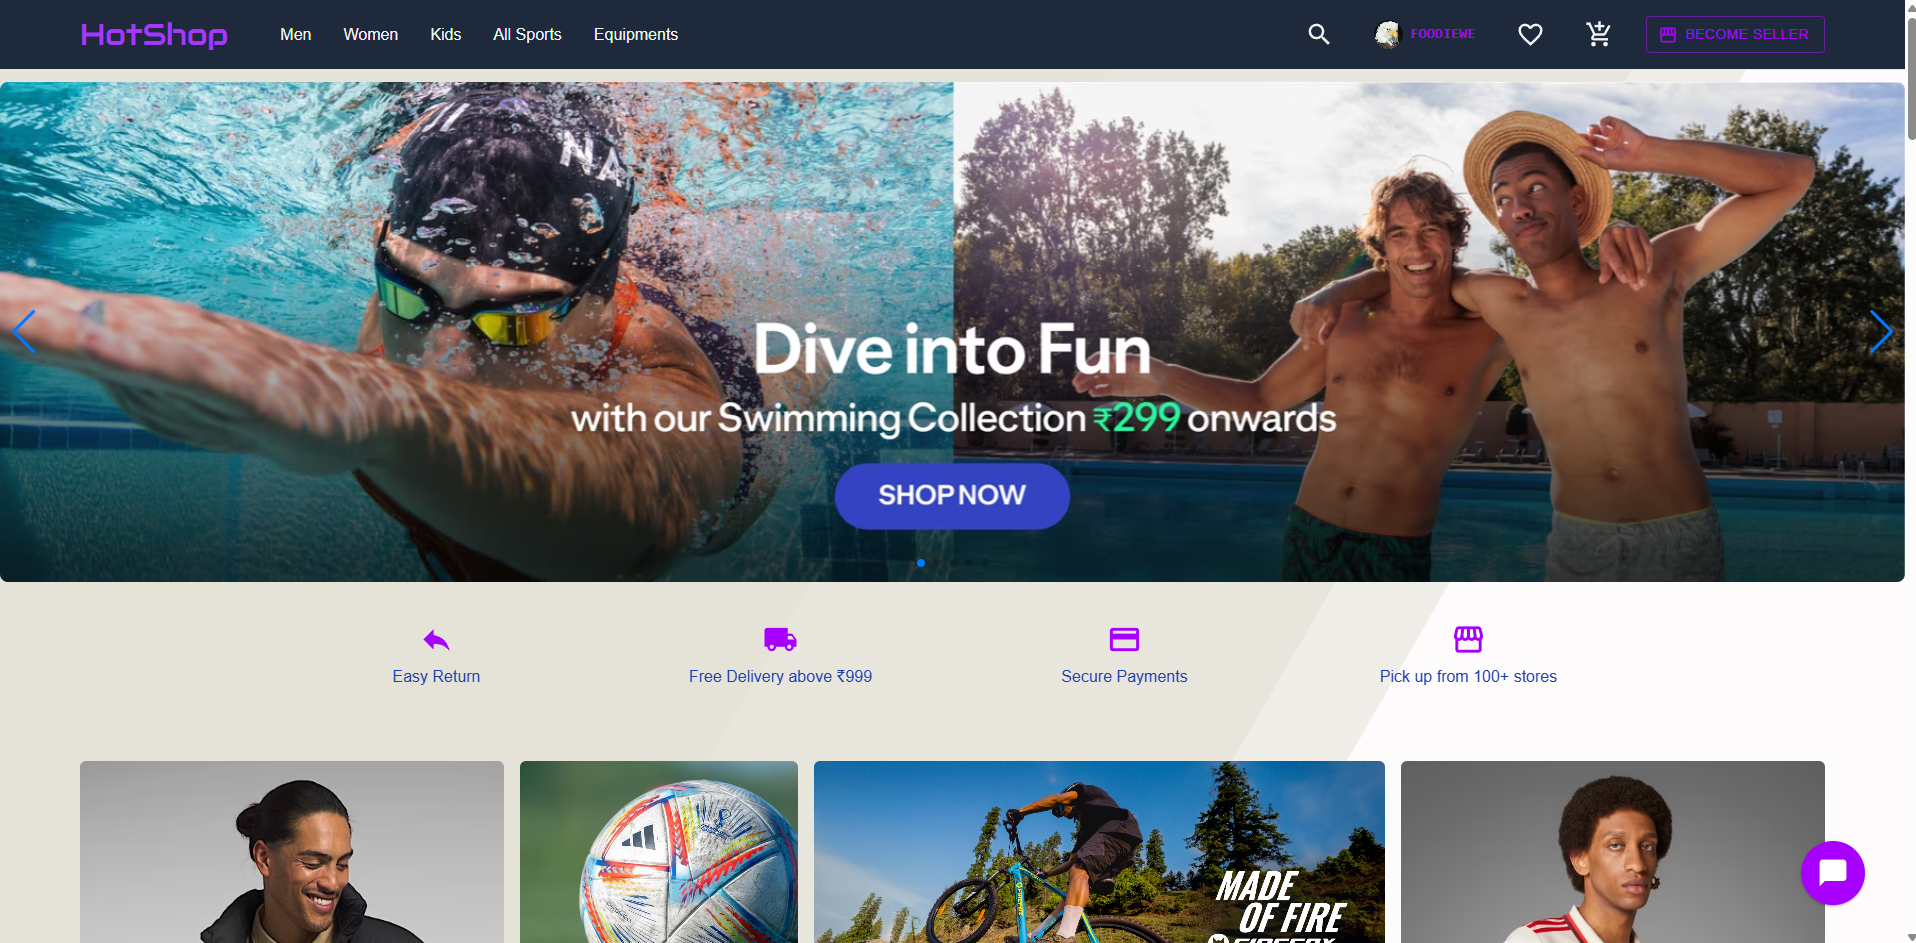 HotShop
Men
Women
Kids
All Sports
Equipments
FOODIEWE
BECOME SELLER
NA
Dive into Fun
with our Swimming Collection ₹299 onwards
SHOP NOW
Easy Return
Free Delivery above ₹999
Secure Payments
Pick up from 100+ stores
MADE
OF FIRE